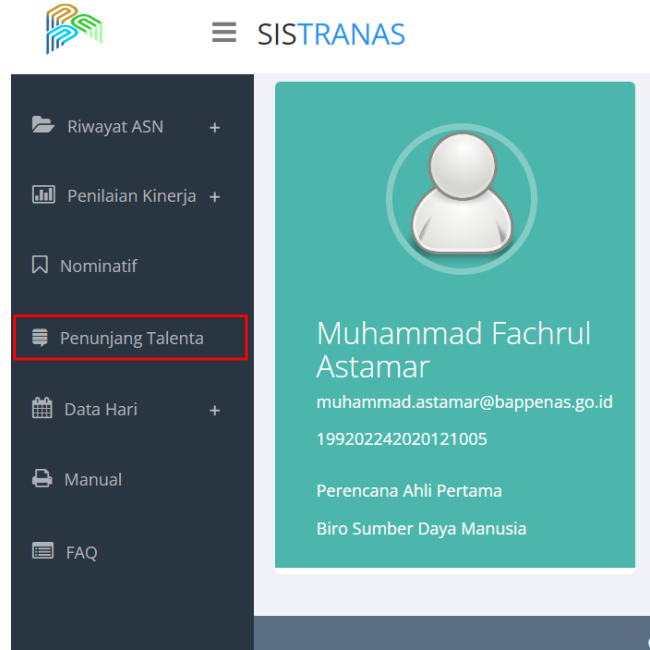 SISTRANAS
Riwayat ASN +
Penilaian Kinerja +
Nominatif
Penunjang Talenta
Data Hari +
Manual
FAQ
Muhammad Fachrul
Astamar
muhammad.astamar@bappenas.go.id
199202242020121005
Perencana Ahli Pertama
Biro Sumber Daya Manusia